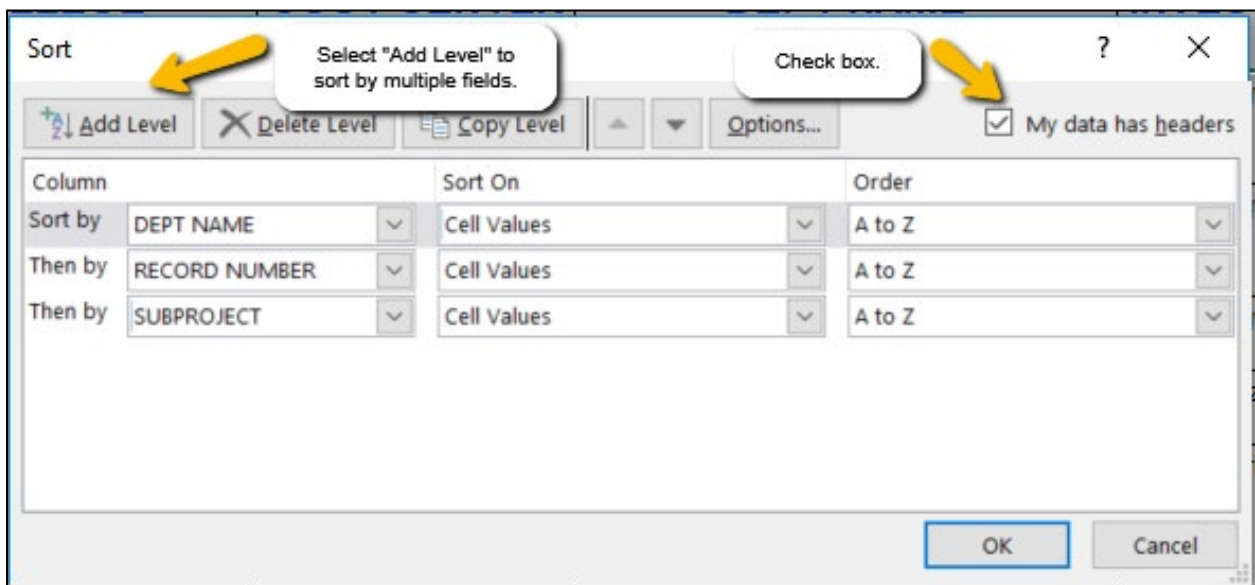 Sort
Select "Add Level" to
sort by multiple fields.
Check box.
?
Add Level
Delete Level
Copy Level
Options...
My data has headers
Column Sort On Order
Sort by DEPT NAME Cell Values A to Z
Then by RECORD NUMBER Cell Values A to Z
Then by SUBPROJECT Cell Values A to Z
OK
Cancel